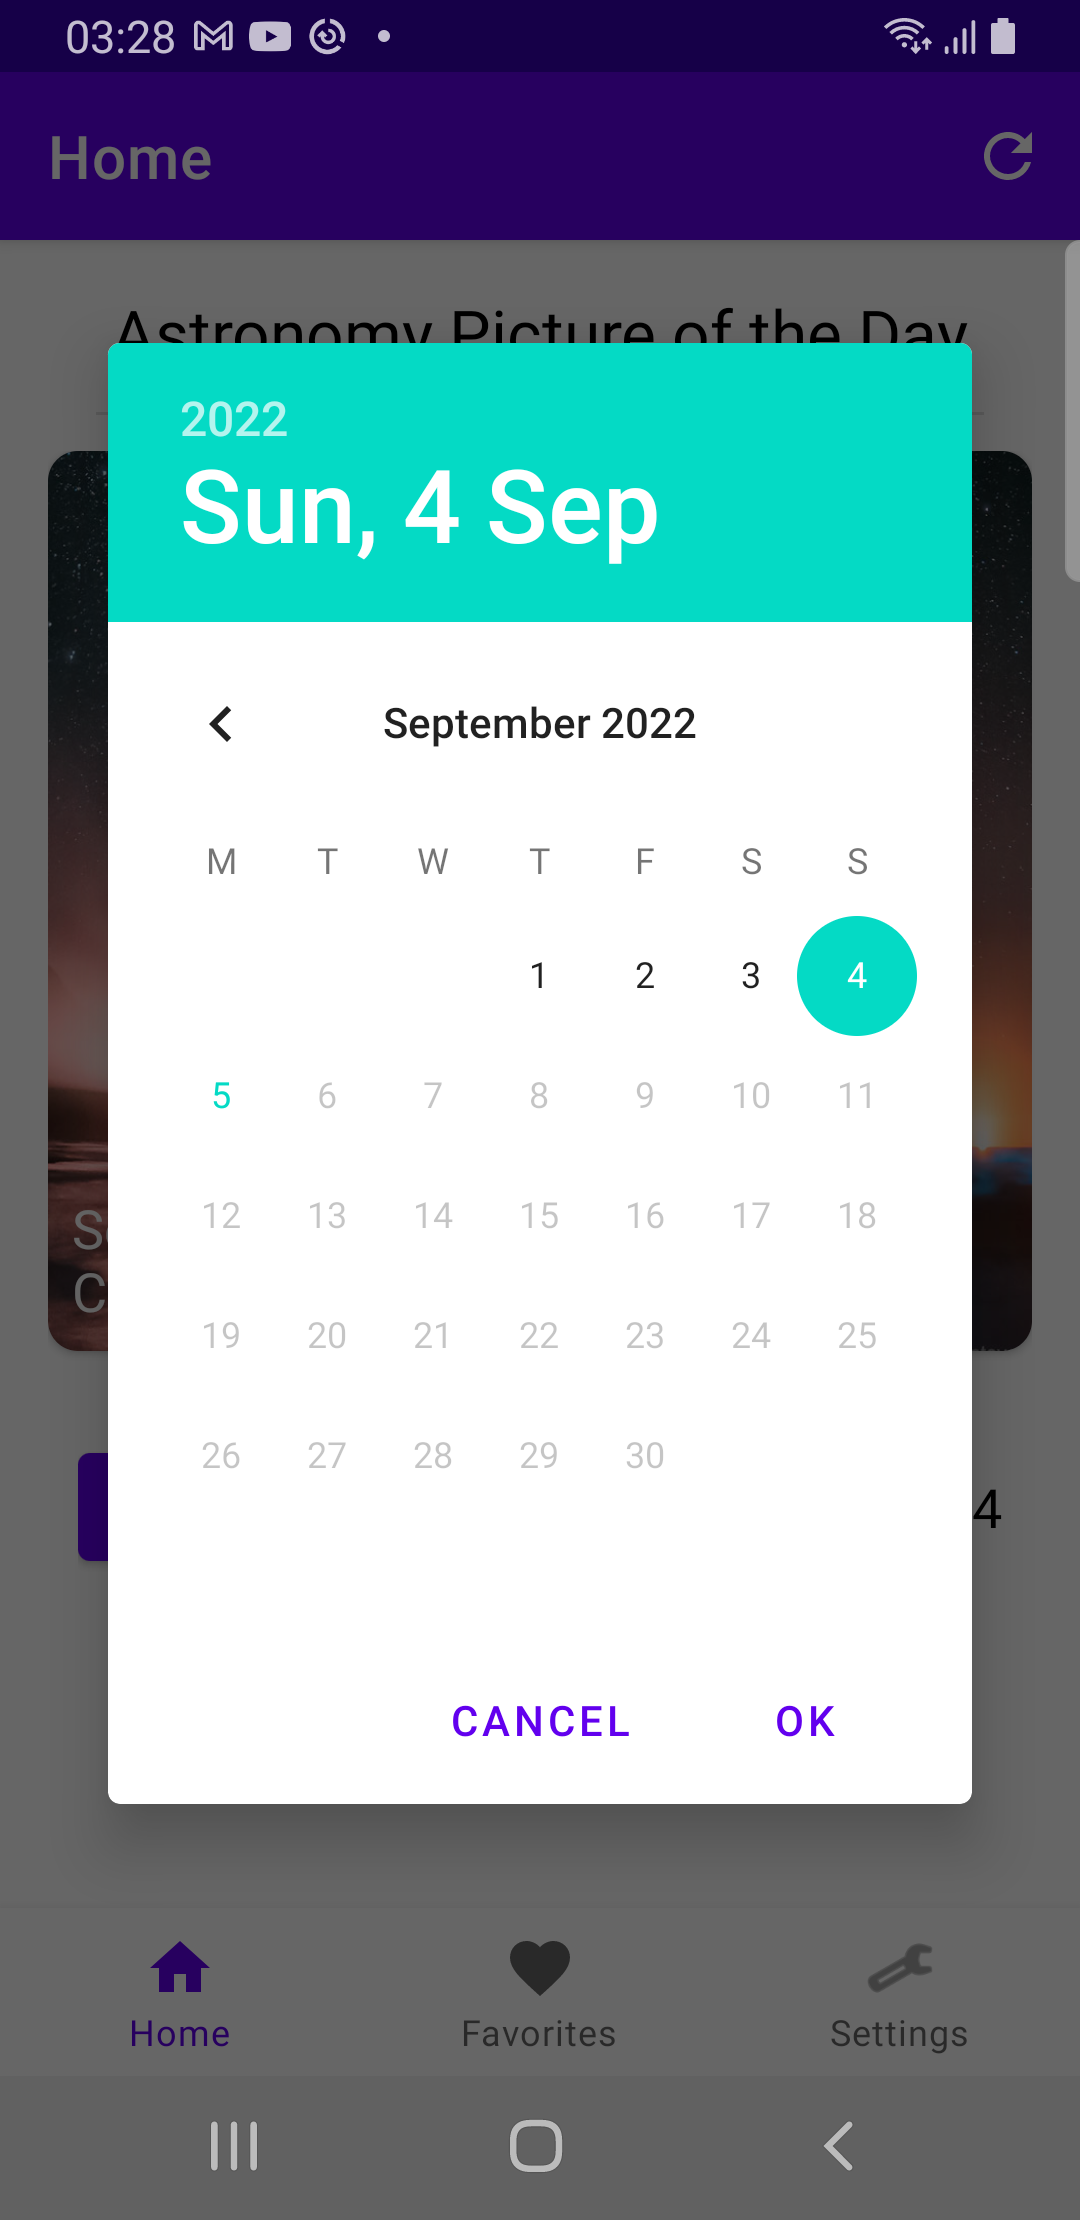 03:28
Home
Astronomy Picture of the Day
2022
Sun, 4 Sep
September 2022
M T W T F S S
1 2 3 4
5 6 7 8 9 10 11
12 13 14 15 16 17 18
19 20 21 22 23 24 25
26 27 28 29 30
4
CANCEL OK
Home Favorites Settings